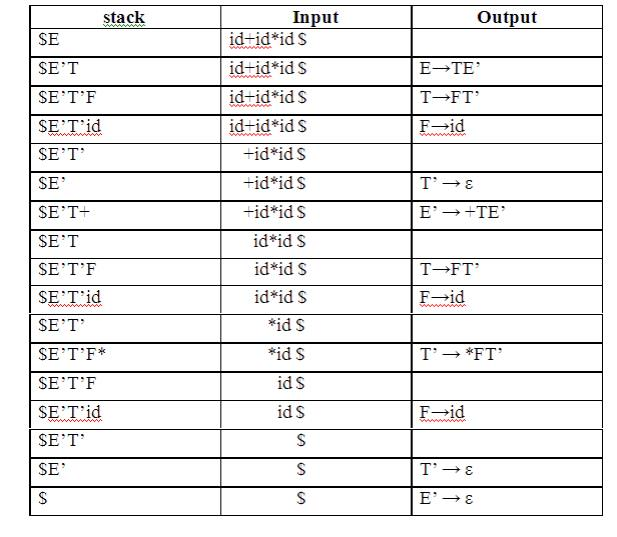 stack Input Output
$E id+id*id $
$E’T id+id*id $ E→TE’
$E’T’F id+id*id $ T→FT’
$E’T’id id+id*id $ F→id
$E’T’ +id*id $
$E’ +id*id $ T’ → ε
$E’T+ +id*id $ E’ → +TE’
$E’T id*id $
$E’T’F id*id $ T→FT’
$E’T’id id*id $ F→id
$E’T’ *id $
$E’T’F* *id $ T’ → *FT’
$E’T’F id $
$E’T’id id $ F→id
$E’T’ $
$E’ $ T’ → ε
$ $ E’ → ε